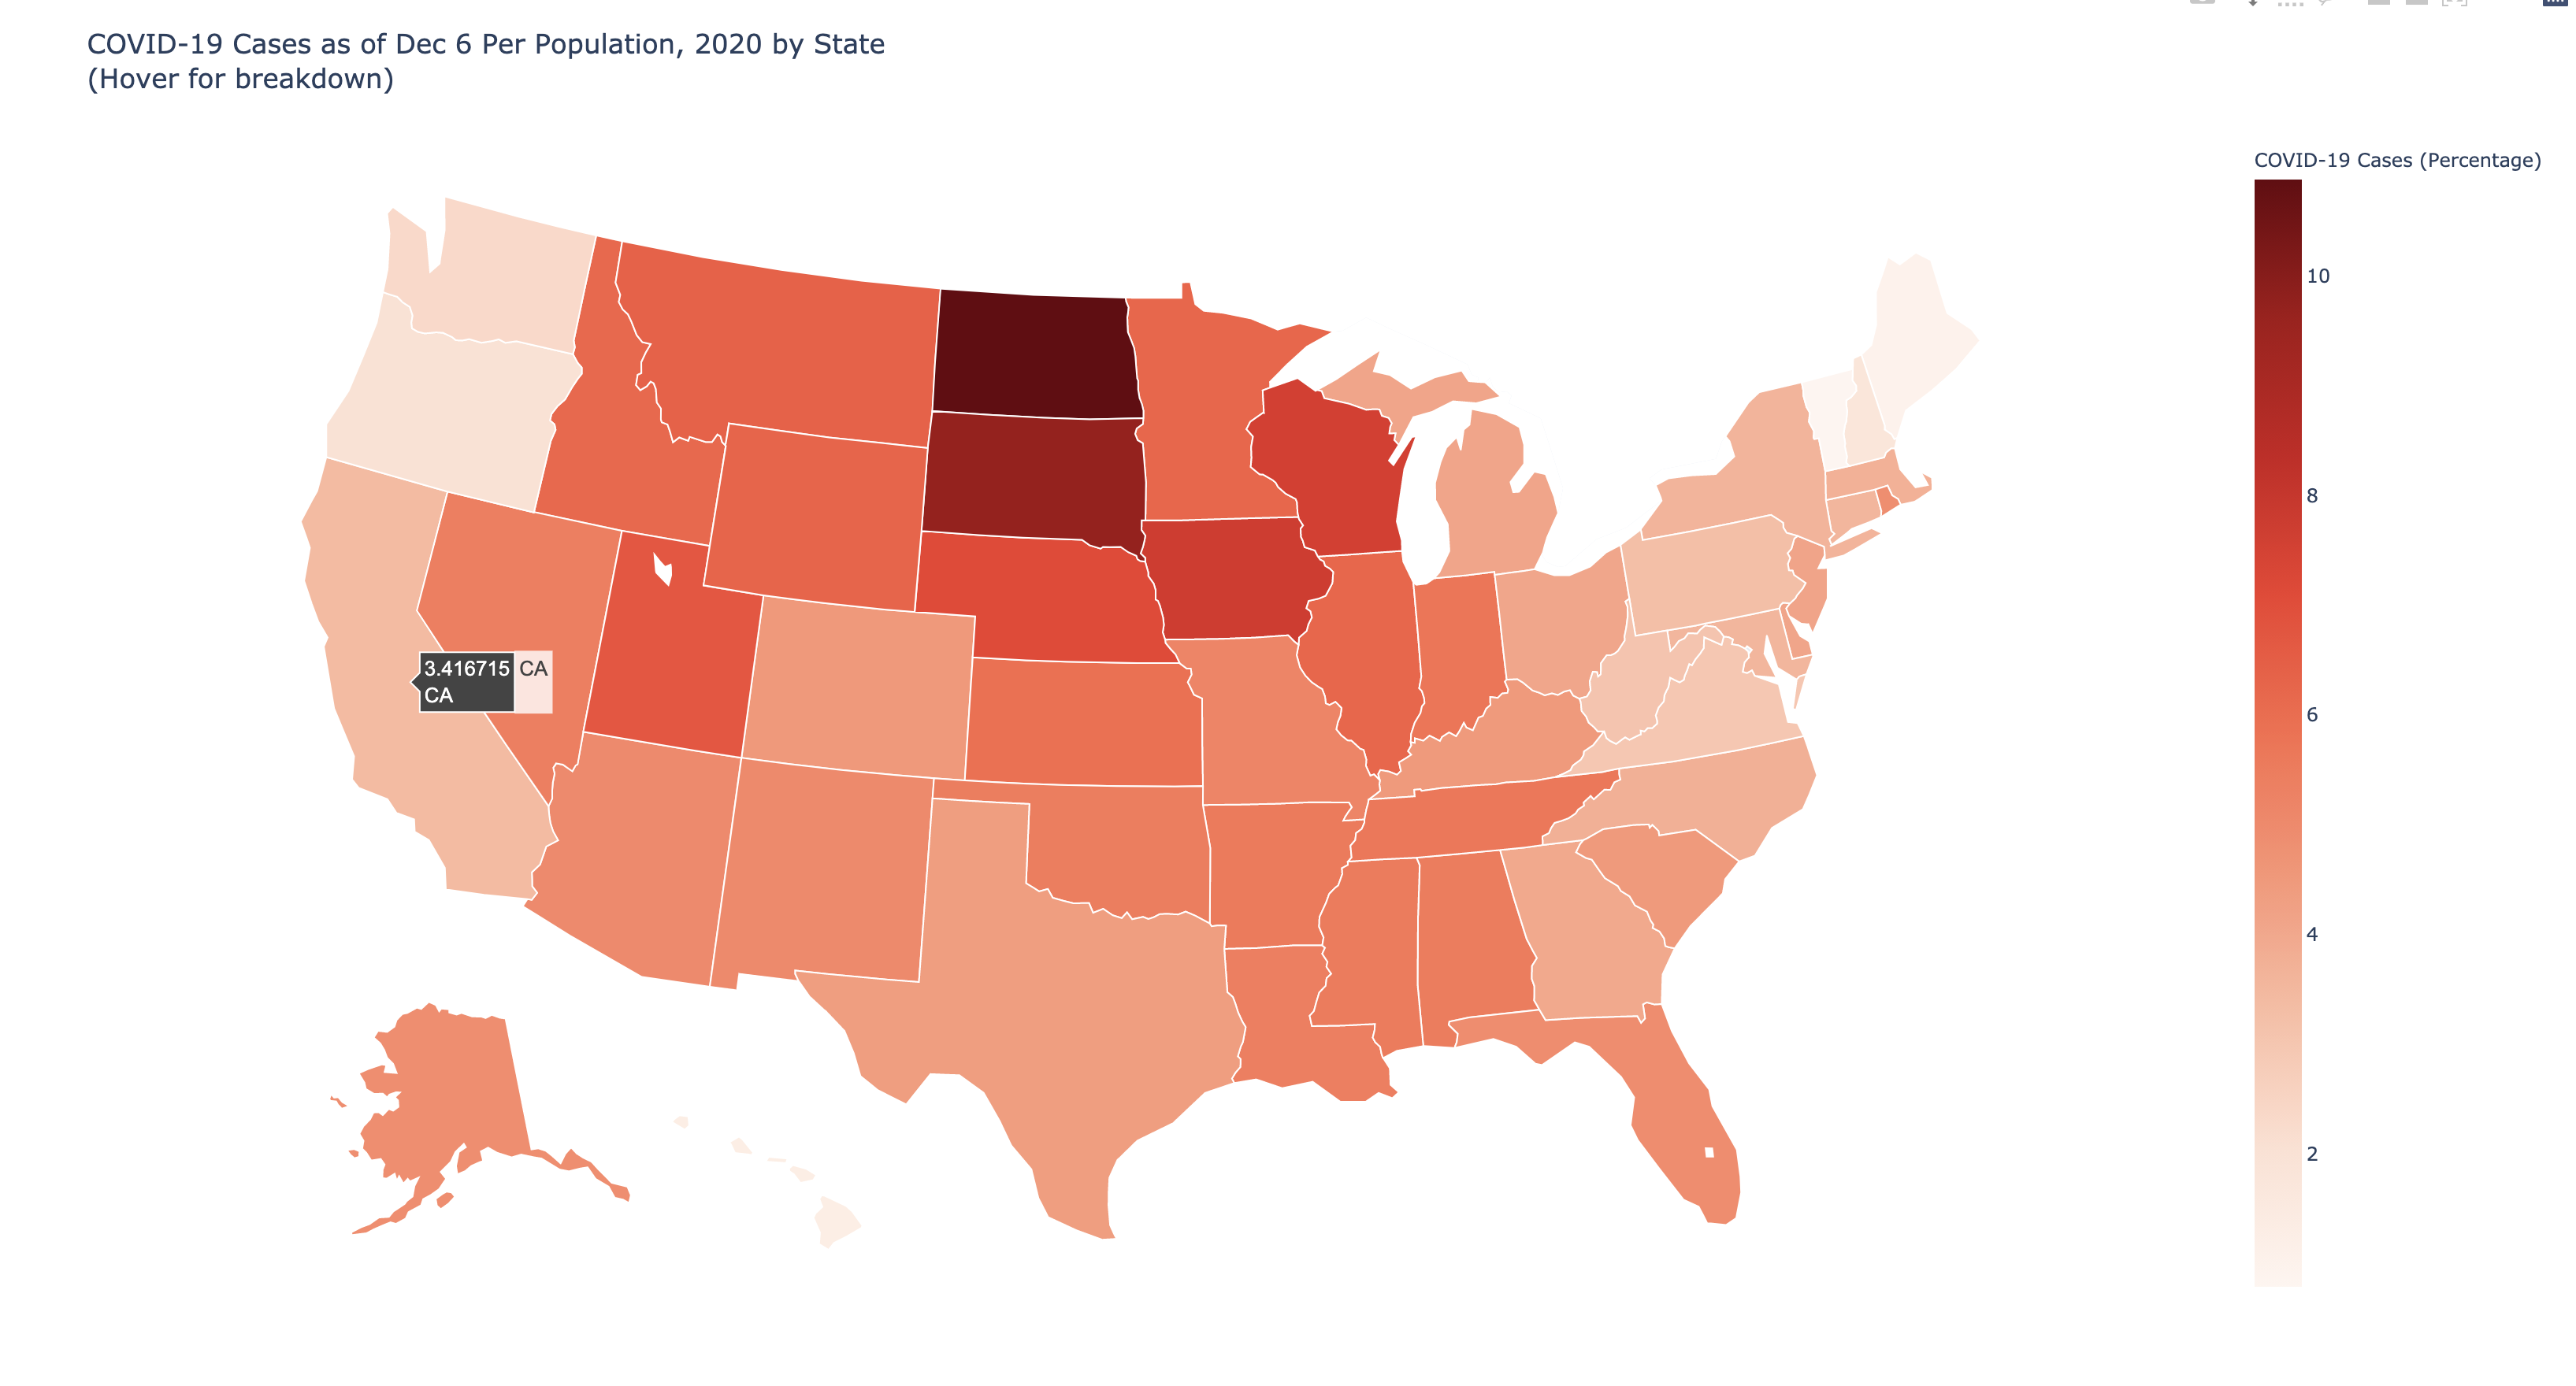 COVID-19 Cases as of Dec 6 Per Population, 2020 by State
(Hover for breakdown)
COVID-19 Cases (Percentage)
10
8
6
4
2
3.416715 CA
CA